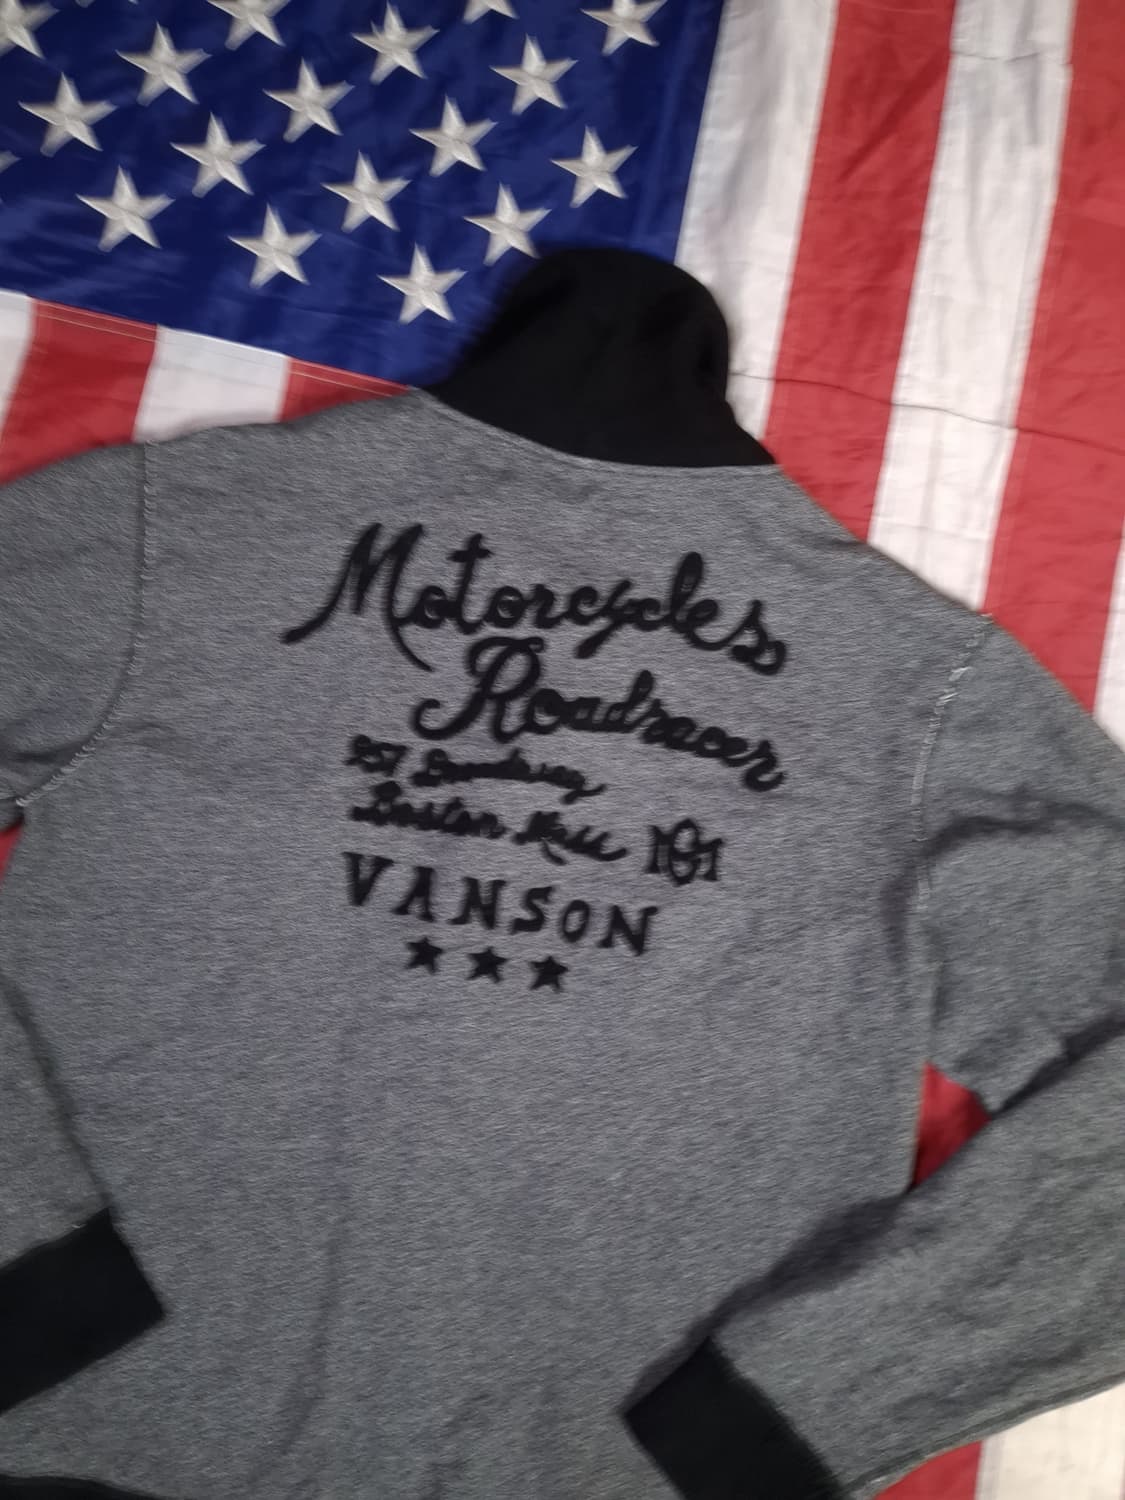 Motorcycles
Roadracer
Boston Mass
VANSON